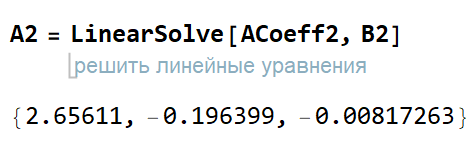 A2 = LinearSolve[ACoeff2, B2]
решить линейные уравнения
{2.65611, -0.196399, -0.00817263}